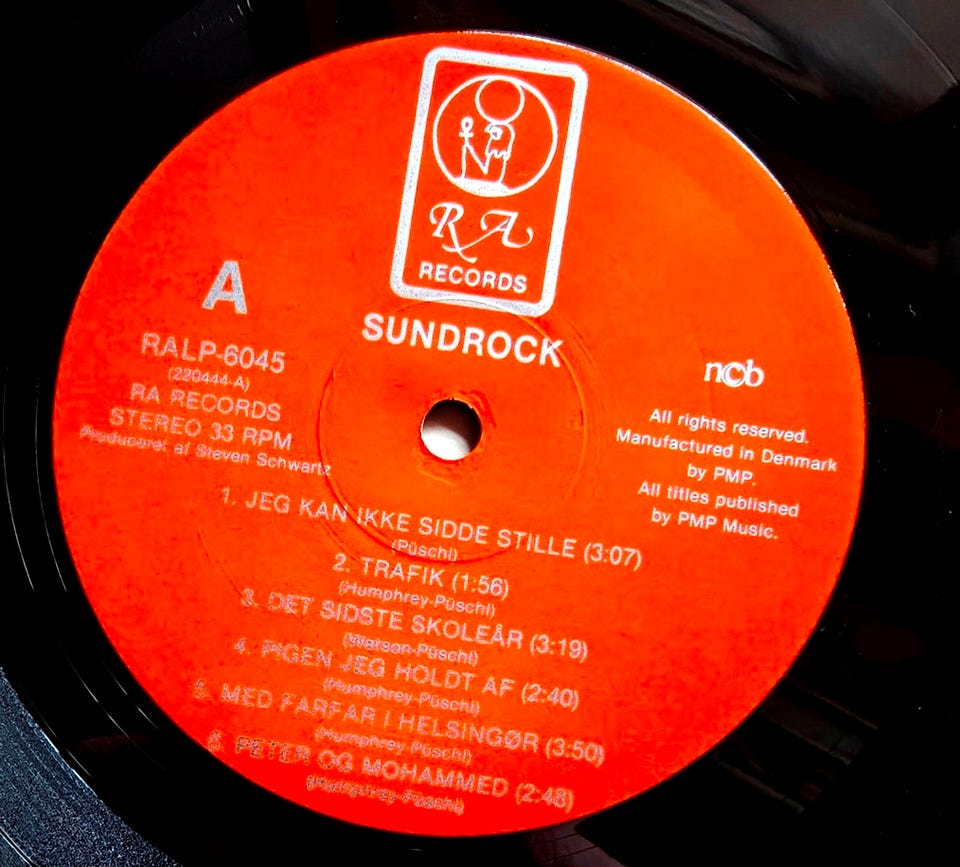 RA
RECORDS
SUNDROCK
A
RALP-6045
(220444-A)
RA RECORDS
STEREO 33 RPM
Produceret af Steven Schwartz
ncb
All rights reserved.
Manufactured in Denmark
by PMP.
All titles published
by PMP Music.
1. JEG KAN IKKE SIDDE STILLE (3:07)
(Püschl)
2. TRAFIK (1:56)
(Humphrey-Püschl)
3. DET SIDSTE SKOLEÅR (3:19)
(Watson-Püschl)
4. PIGEN JEG HOLDT AF (2:40)
(Humphrey-Püschl)
5. MED FARFAR I HELSINGØR (3:50)
(Humphrey-Püschl)
6. PETER OG MOHAMMED (2:48)
(Humphrey-Püschl)